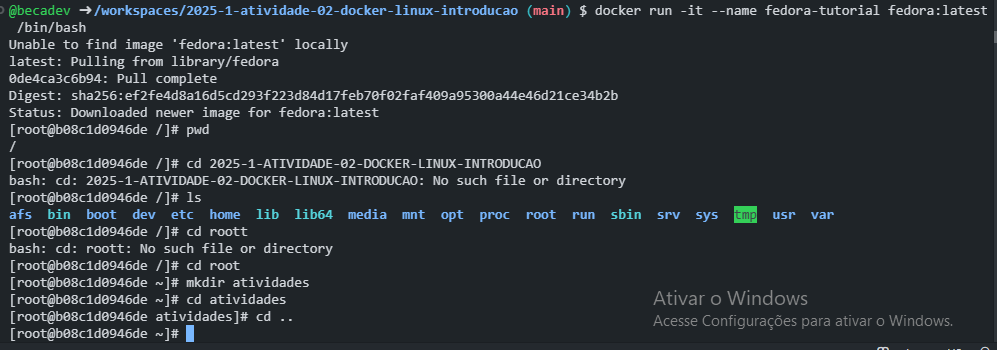 @becadev ➜/workspaces/2025-1-atividade-02-docker-linux-introducao (main) $ docker run -it --name fedora-tutorial fedora:latest
/bin/bash
Unable to find image 'fedora:latest' locally
latest: Pulling from library/fedora
0de4ca3c6b94: Pull complete
Digest: sha256:ef2fe4d8a16d5cd293f223d84d17feb70f02faf409a95300a44e46d21ce34b2b
Status: Downloaded newer image for fedora:latest
[root@b08c1d0946de /]# pwd
/
[root@b08c1d0946de /]# cd 2025-1-ATIVIDADE-02-DOCKER-LINUX-INTRODUCAO
bash: cd: 2025-1-ATIVIDADE-02-DOCKER-LINUX-INTRODUCAO: No such file or directory
[root@b08c1d0946de /]# ls
afs bin boot dev etc home lib lib64 media mnt opt proc root run sbin srv sys tmp usr var
[root@b08c1d0946de /]# cd roott
bash: cd: roott: No such file or directory
[root@b08c1d0946de /]# cd root
[root@b08c1d0946de ~]# mkdir atividades
[root@b08c1d0946de ~]# cd atividades
[root@b08c1d0946de atividades]# cd ..
[root@b08c1d0946de ~]#
Ativar o Windows
Acesse Configurações para ativar o Windows.